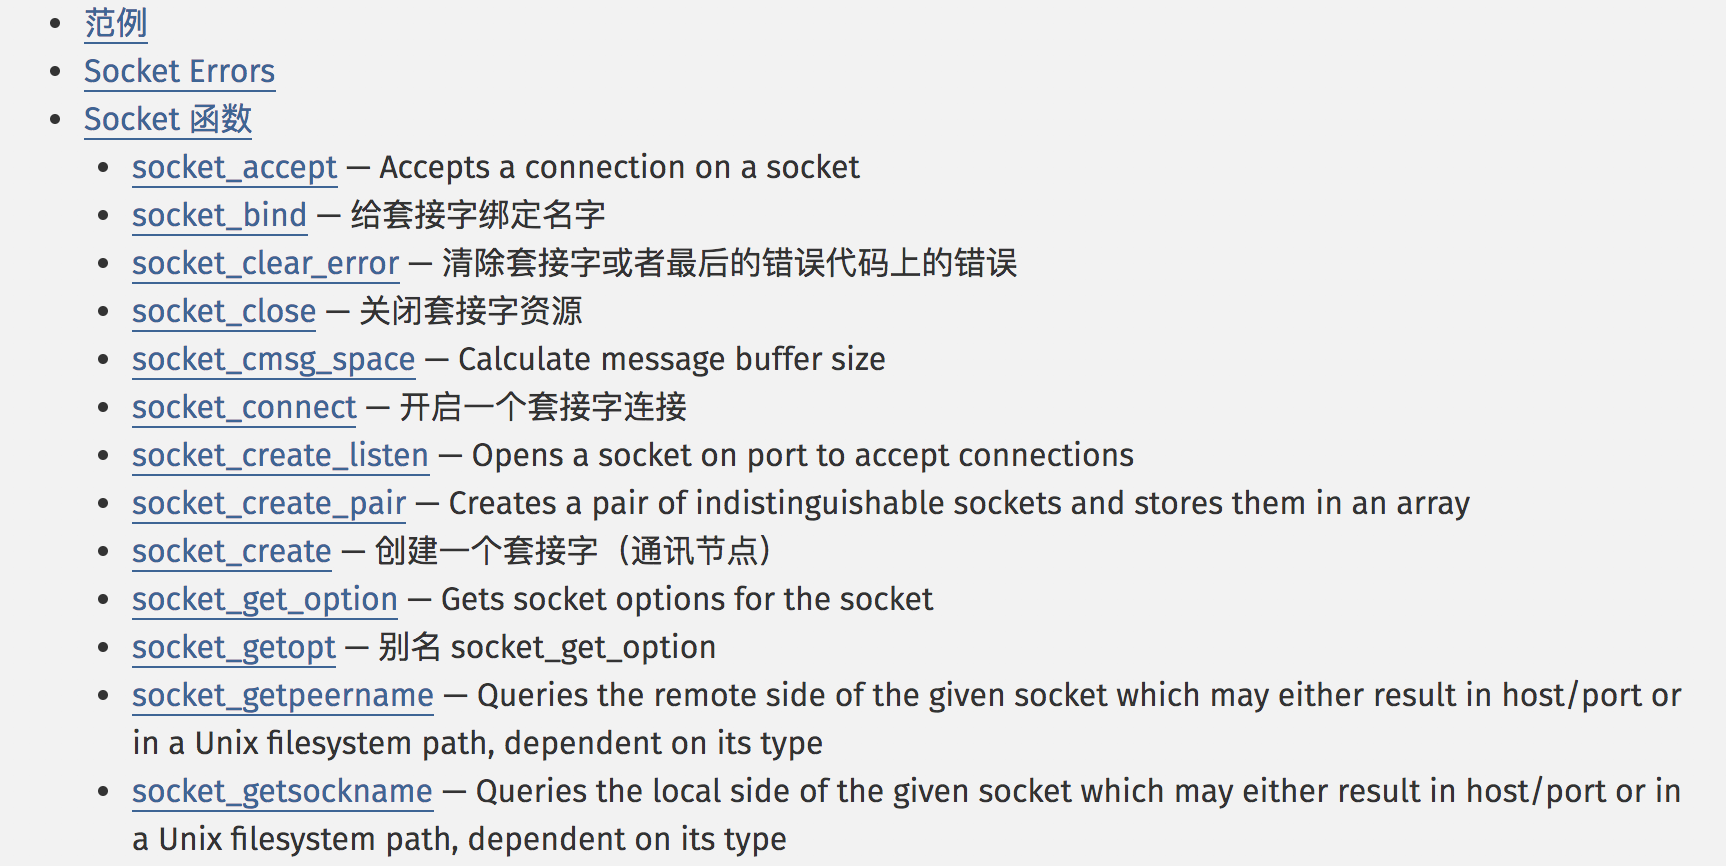 范例
Socket Errors
Socket 函数
socket_accept — Accepts a connection on a socket
socket_bind — 给套接字绑定名字
socket_clear_error — 清除套接字或者最后的错误代码上的错误
socket_close — 关闭套接字资源
socket_cmsg_space — Calculate message buffer size
socket_connect — 开启一个套接字连接
socket_create_listen — Opens a socket on port to accept connections
socket_create_pair — Creates a pair of indistinguishable sockets and stores them in an array
socket_create — 创建一个套接字（通讯节点）
socket_get_option — Gets socket options for the socket
socket_getopt — 别名 socket_get_option
socket_getpeername — Queries the remote side of the given socket which may either result in host/port or
in a Unix filesystem path, dependent on its type
socket_getsockname — Queries the local side of the given socket which may either result in host/port or in
a Unix filesystem path, dependent on its type